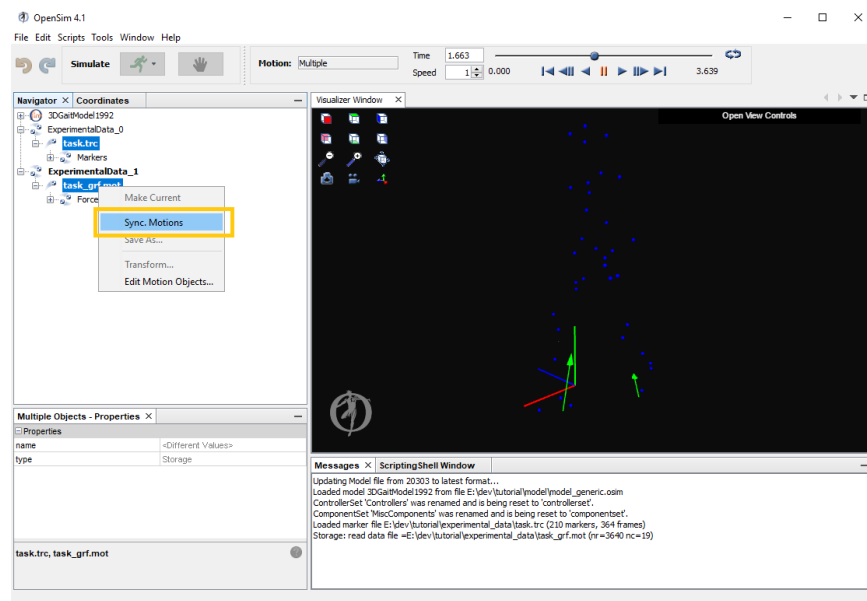 OpenSim 4.1
File Edit Scripts Tools Window Help
Simulate
Motion: Multiple
Time 1.663
Speed 1 0.000 3.639
Navigator × Coordinates
3DGaitModel1992
ExperimentalData_0
task.trc
Markers
ExperimentalData_1
task_grf.mot
Force
Make Current
Sync. Motions
Save As...
Transform...
Edit Motion Objects...
Visualizer Window ×
Open View Controls
Multiple Objects - Properties ×
Properties
name <Different Values>
type Storage
task.trc, task_grf.mot
Messages × ScriptingShell Window
Updating Model file from 20303 to latest format...
Loaded model 3DGaitModel1992 from file E:\dev\tutorial\model\model_generic.osim
ControllerSet 'Controllers' was renamed and is being reset to 'controllerset'.
ComponentSet 'MiscComponents' was renamed and is being reset to 'componentset'.
Loaded marker file E:\dev\tutorial\experimental_data\task.trc (210 markers, 364 frames)
Storage: read data file =E:\dev\tutorial\experimental_data\task_grf.mot (nr=3640 nc=19)